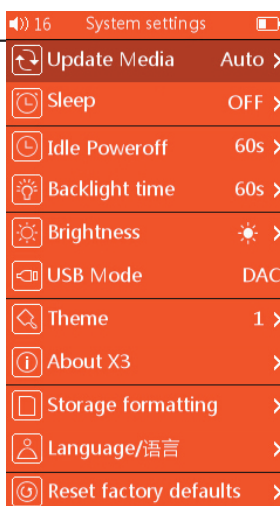 16 System settings
Update Media Auto
Sleep OFF
Idle Poweroff 60s
Backlight time 60s
Brightness
USB Mode DAC
Theme 1
About X3
Storage formatting
Language/语言
Reset factory defaults